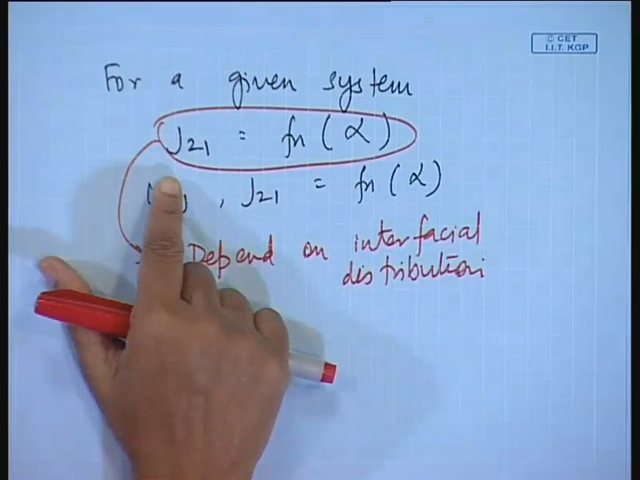 © CET
I.I.T. KGP
For a given system
J21 = fn (α)
, J21 = fn (α)
Depend on interfacial
distribution